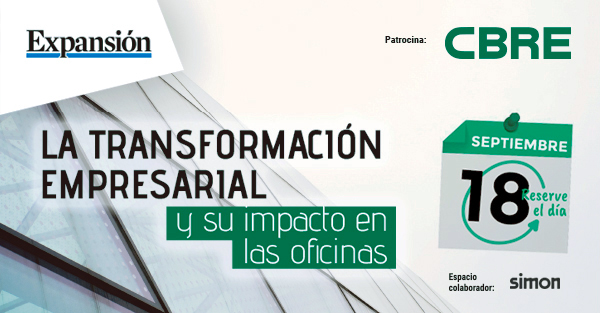 Expansión
Patrocina:
CBRE
LA TRANSFORMACIÓN
EMPRESARIAL
y su impacto en
las oficinas
SEPTIEMBRE
18
Reserve
el día
Espacio
colaborador:
simon